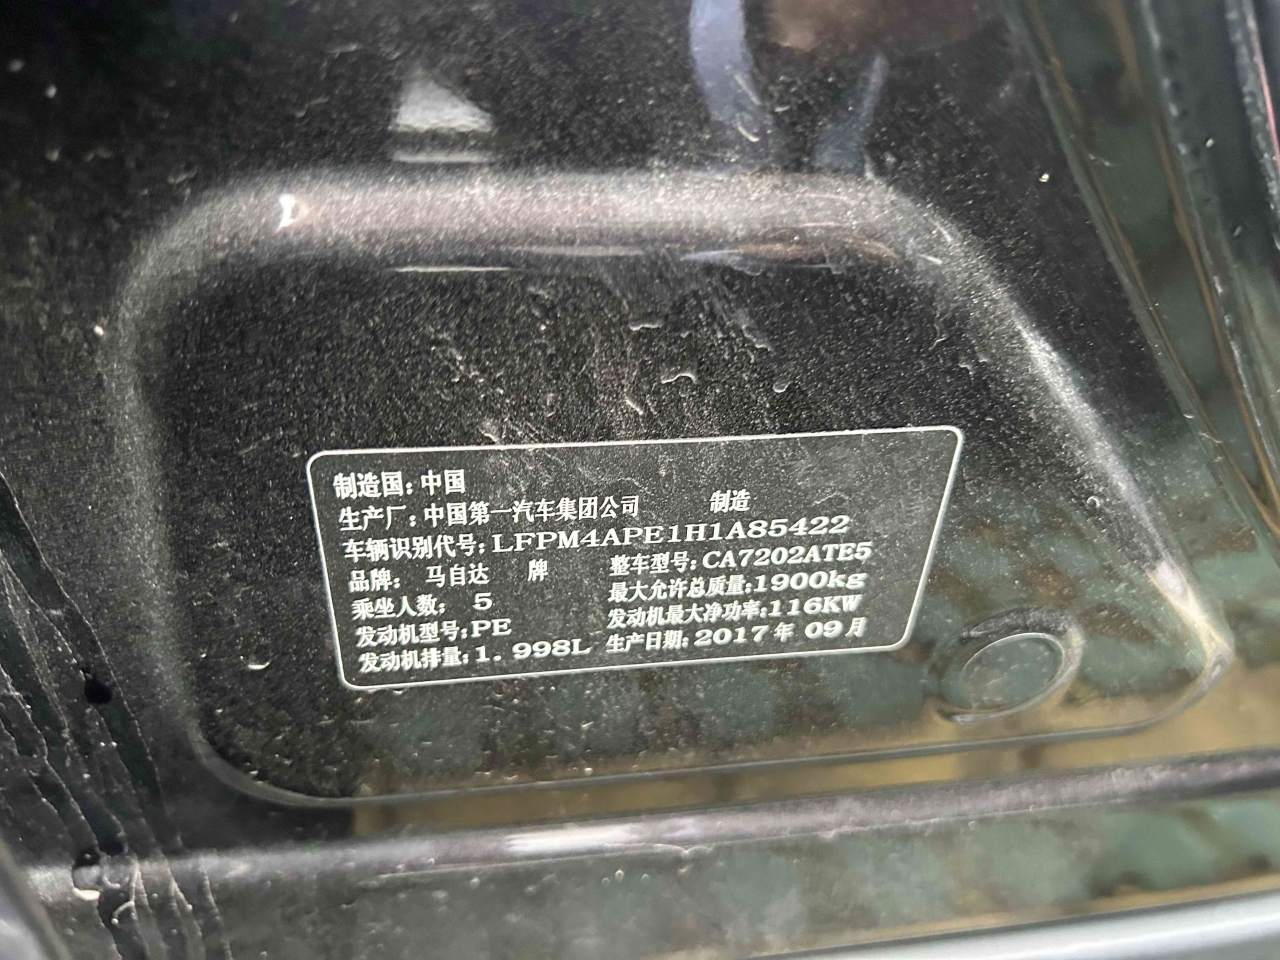 制造国：中国
生产厂：中国第一汽车集团公司 制造
车辆识别代号：LFPM4APE1H1A85422
品牌： 马自达 牌 整车型号：CA7202ATE5
乘坐人数： 5 最大允许总质量：1900kg
发动机型号：PE 发动机最大净功率：116KW
发动机排量：1.998L 生产日期：2017年 09月